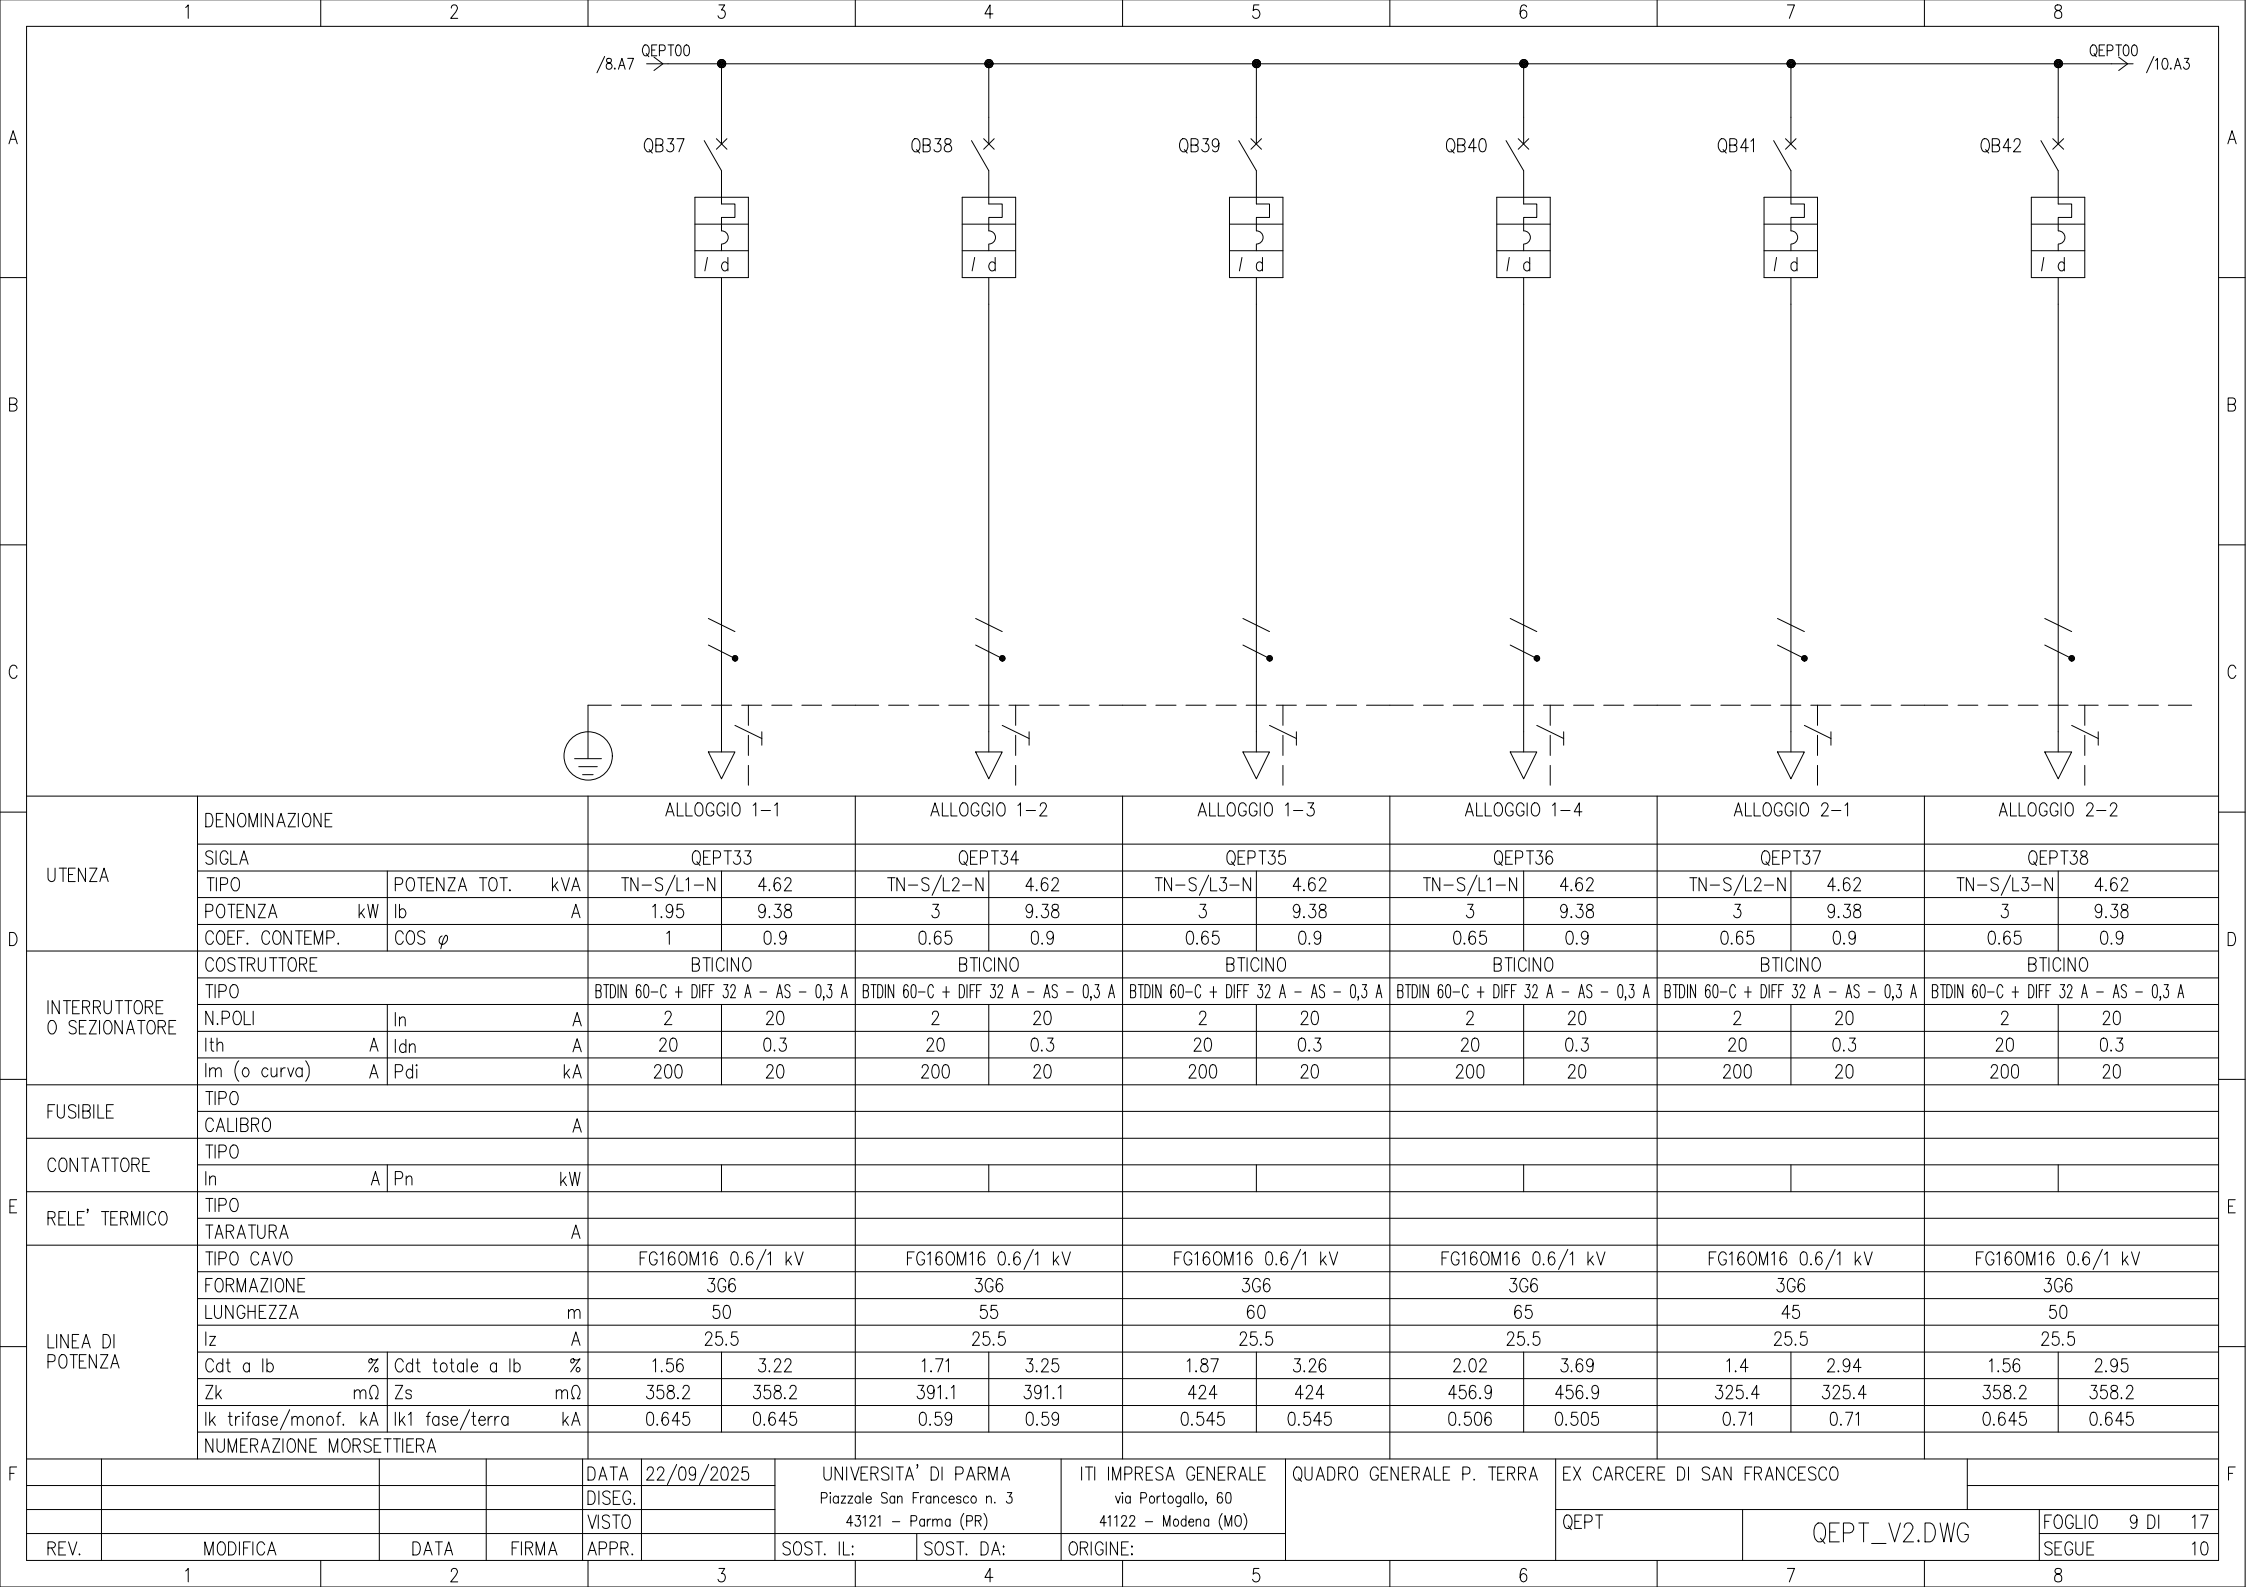 1 2 3 4 5 6 7 8
QEPT00 QEPT00
/8.A7 /10.A3
A A
QB37 QB38 QB39 QB40 QB41 QB42
I d I d I d I d I d I d
B B
C C
DENOMINAZIONE ALLOGGIO 1-1 ALLOGGIO 1-2 ALLOGGIO 1-3 ALLOGGIO 1-4 ALLOGGIO 2-1 ALLOGGIO 2-2
UTENZA
SIGLA QEPT33 QEPT34 QEPT35 QEPT36 QEPT37 QEPT38
TIPO POTENZA TOT. kVA TN-S/L1-N 4.62 TN-S/L2-N 4.62 TN-S/L3-N 4.62 TN-S/L1-N 4.62 TN-S/L2-N 4.62 TN-S/L3-N 4.62
POTENZA kW Ib A 1.95 9.38 3 9.38 3 9.38 3 9.38 3 9.38 3 9.38
D COEF. CONTEMP. COS φ 1 0.9 0.65 0.9 0.65 0.9 0.65 0.9 0.65 0.9 0.65 0.9 D
INTERRUTTORE
O SEZIONATORE
COSTRUTTORE BTICINO BTICINO BTICINO BTICINO BTICINO BTICINO
TIPO BTDIN 60-C + DIFF 32 A - AS - 0,3 A BTDIN 60-C + DIFF 32 A - AS - 0,3 A BTDIN 60-C + DIFF 32 A - AS - 0,3 A BTDIN 60-C + DIFF 32 A - AS - 0,3 A BTDIN 60-C + DIFF 32 A - AS - 0,3 A BTDIN 60-C + DIFF 32 A - AS - 0,3 A
N.POLI In A 2 20 2 20 2 20 2 20 2 20 2 20
Ith A Idn A 20 0.3 20 0.3 20 0.3 20 0.3 20 0.3 20 0.3
Im (o curva) A Pdi kA 200 20 200 20 200 20 200 20 200 20 200 20
FUSIBILE
TIPO
CALIBRO A
CONTATTORE
TIPO
In A Pn kW
E E
RELE' TERMICO
TIPO
TARATURA A
LINEA DI
POTENZA
TIPO CAVO FG16OM16 0.6/1 kV FG16OM16 0.6/1 kV FG16OM16 0.6/1 kV FG16OM16 0.6/1 kV FG16OM16 0.6/1 kV FG16OM16 0.6/1 kV
FORMAZIONE 3G6 3G6 3G6 3G6 3G6 3G6
LUNGHEZZA m 50 55 60 65 45 50
Iz A 25.5 25.5 25.5 25.5 25.5 25.5
Cdt a Ib % Cdt totale a Ib % 1.56 3.22 1.71 3.25 1.87 3.26 2.02 3.69 1.4 2.94 1.56 2.95
Zk mΩ Zs mΩ 358.2 358.2 391.1 391.1 424 424 456.9 456.9 325.4 325.4 358.2 358.2
Ik trifase/monof. kA Ik1 fase/terra kA 0.645 0.645 0.59 0.59 0.545 0.545 0.506 0.505 0.71 0.71 0.645 0.645
NUMERAZIONE MORSETTIERA
F F
DATA 22/09/2025 UNIVERSITA' DI PARMA ITI IMPRESA GENERALE QUADRO GENERALE P. TERRA EX CARCERE DI SAN FRANCESCO
DISEG. Piazzale San Francesco n. 3 via Portogallo, 60
VISTO 43121 - Parma (PR) 41122 - Modena (MO) QEPT QEPT_V2.DWG FOGLIO 9 DI 17
REV. MODIFICA DATA FIRMA APPR. SOST. IL: SOST. DA: ORIGINE: SEGUE 10
1 2 3 4 5 6 7 8